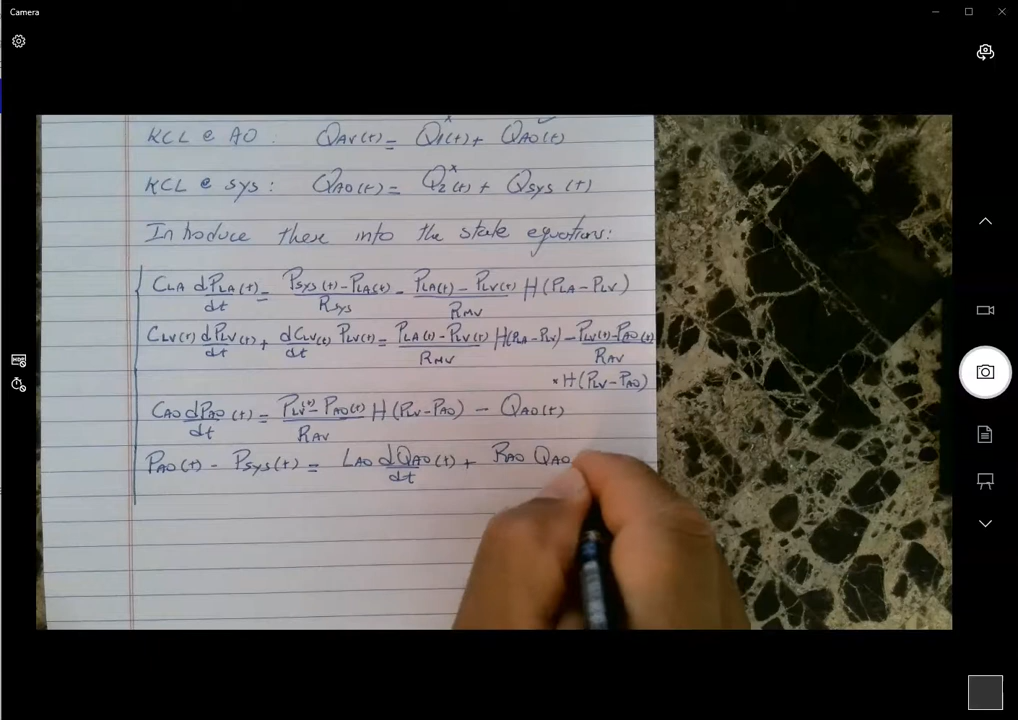 Camera
KCL @ AO : QAV(t) = Q1(t) + QAO(t)
KCL @ sys : QAO(t) = Q2(t) + Qsys (t)
Introduce these into the state equations:
CLA dPLA(t)/dt = Psys(t) - PLA(t)/Rsys - PLA(t) - PLV(t)/RMV H(PLA - PLV)
CLV(t) dPLV(t)/dt + dCLV(t)/dt PLV(t) = PLA(t) - PLV(t)/RMV H(PLA - PLV) - PLV(t) - PAO(t)/RAV
* H(PLV - PAO)
CAO dPAO/dt (t) = PLV(t) - PAO(t)/RAV H(PLV - PAO) - QAO(t)
PAO(t) - Psys(t) = LAO dQAO(t)/dt + RAO QAO